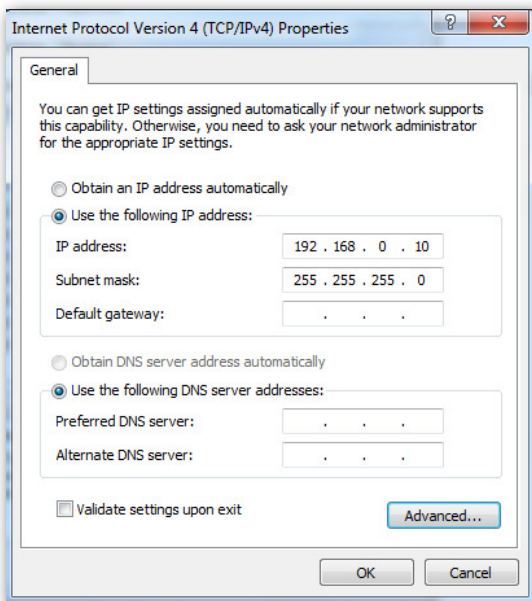 Internet Protocol Version 4 (TCP/IPv4) Properties
General
You can get IP settings assigned automatically if your network supports
this capability. Otherwise, you need to ask your network administrator
for the appropriate IP settings.
Obtain an IP address automatically
Use the following IP address:
IP address: 192 . 168 . 0 . 10
Subnet mask: 255 . 255 . 255 . 0
Default gateway: . . .
Obtain DNS server address automatically
Use the following DNS server addresses:
Preferred DNS server: . . .
Alternate DNS server: . . .
Validate settings upon exit
Advanced...
OK Cancel